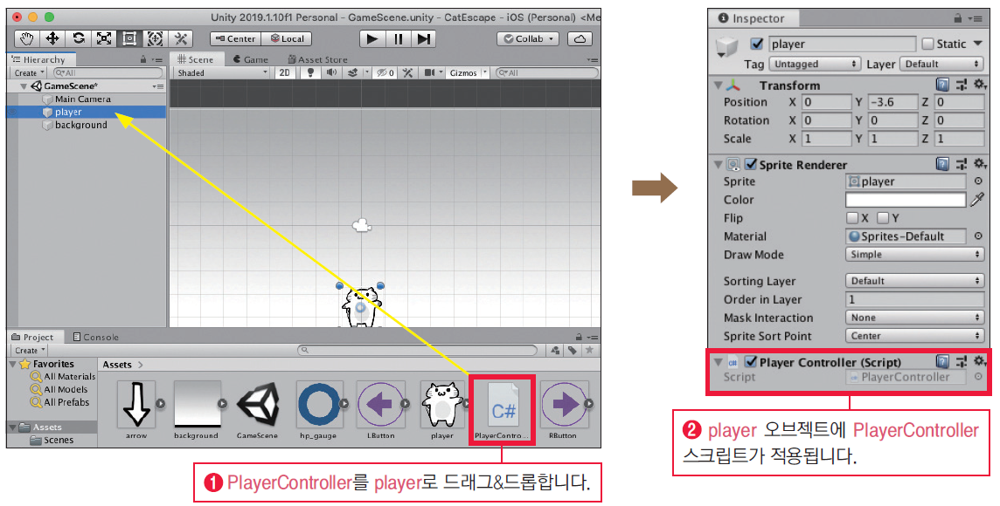 Unity 2019.1.10f1 Personal - GameScene.unity - CatEscape - iOS (Personal) <Me
Center Local Collab
Hierarchy
Create All
GameScene*
Main Camera
player
background
Scene Game Asset Store
Shaded 2D 0 Gizmos All
Project Console
Create
Favorites
All Materials
All Models
All Prefabs
Assets
Scenes
Assets >
arrow background GameScene hp_gauge LButton player PlayerContro... RButton
C#
❶ PlayerController를 player로 드래그&드롭합니다.
Inspector
player Static
Tag Untagged Layer Default
Transform
Position X 0 Y -3.6 Z 0
Rotation X 0 Y 0 Z 0
Scale X 1 Y 1 Z 1
Sprite Renderer
Sprite player
Color
Flip X Y
Material Sprites-Default
Draw Mode Simple
Sorting Layer Default
Order in Layer 1
Mask Interaction None
Sprite Sort Point Center
Player Controller (Script)
Script PlayerController
❷ player 오브젝트에 PlayerController
스크립트가 적용됩니다.